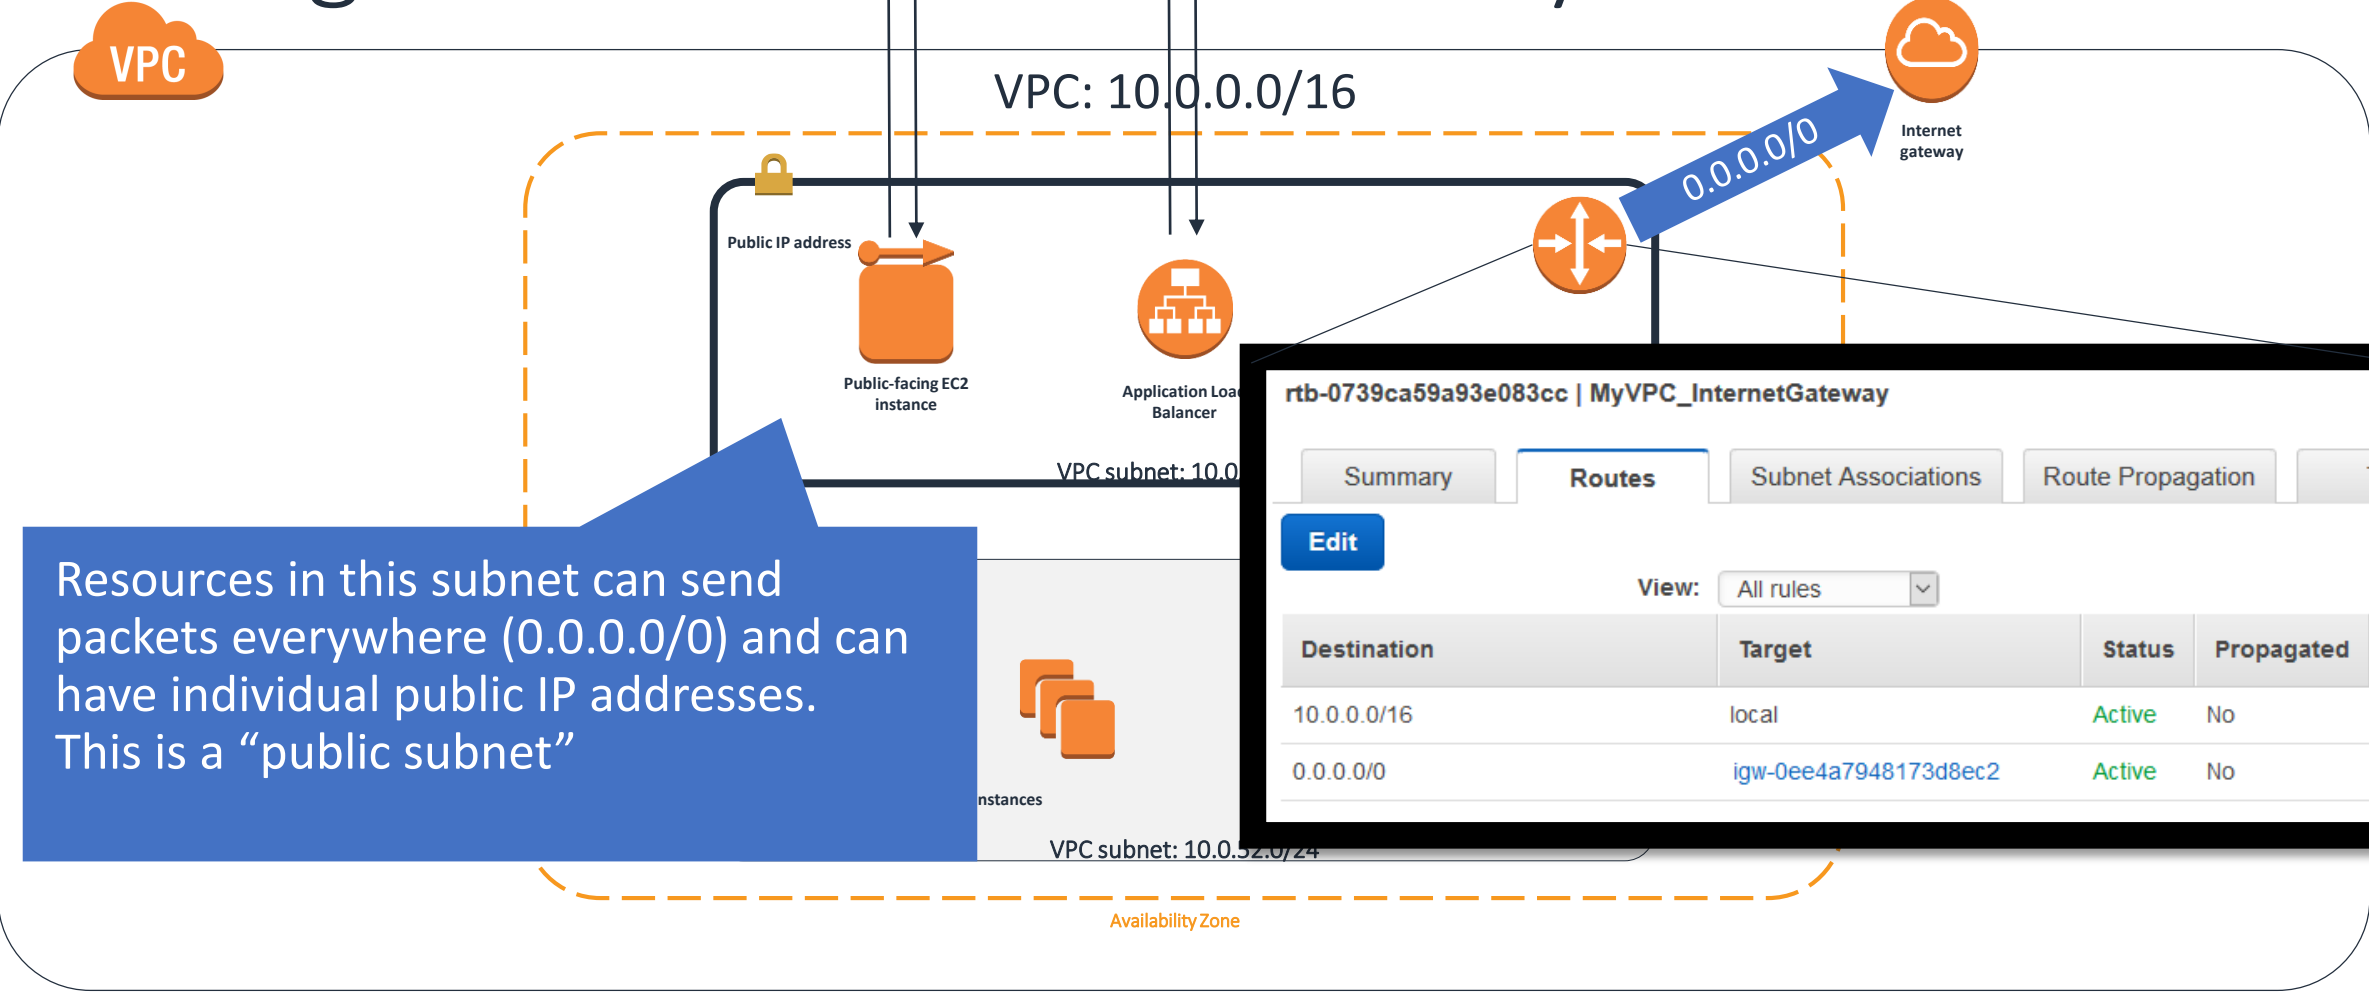 VPC
VPC: 10.0.0.0/16
0.0.0.0/0
Internet
gateway
Public IP address
Public-facing EC2
instance
Application Loa
Balancer
VPC subnet: 10.0.
rtb-0739ca59a93e083cc | MyVPC_InternetGateway
Summary
Routes
Subnet Associations
Route Propagation
Edit
View:
All rules
Destination
Target
Status
Propagated
10.0.0.0/16
local
Active
No
0.0.0.0/0
igw-0ee4a7948173d8ec2
Active
No
Resources in this subnet can send
packets everywhere (0.0.0.0/0) and can
have individual public IP addresses.
This is a “public subnet”
nstances
VPC subnet: 10.0.32.0/24
Availability Zone